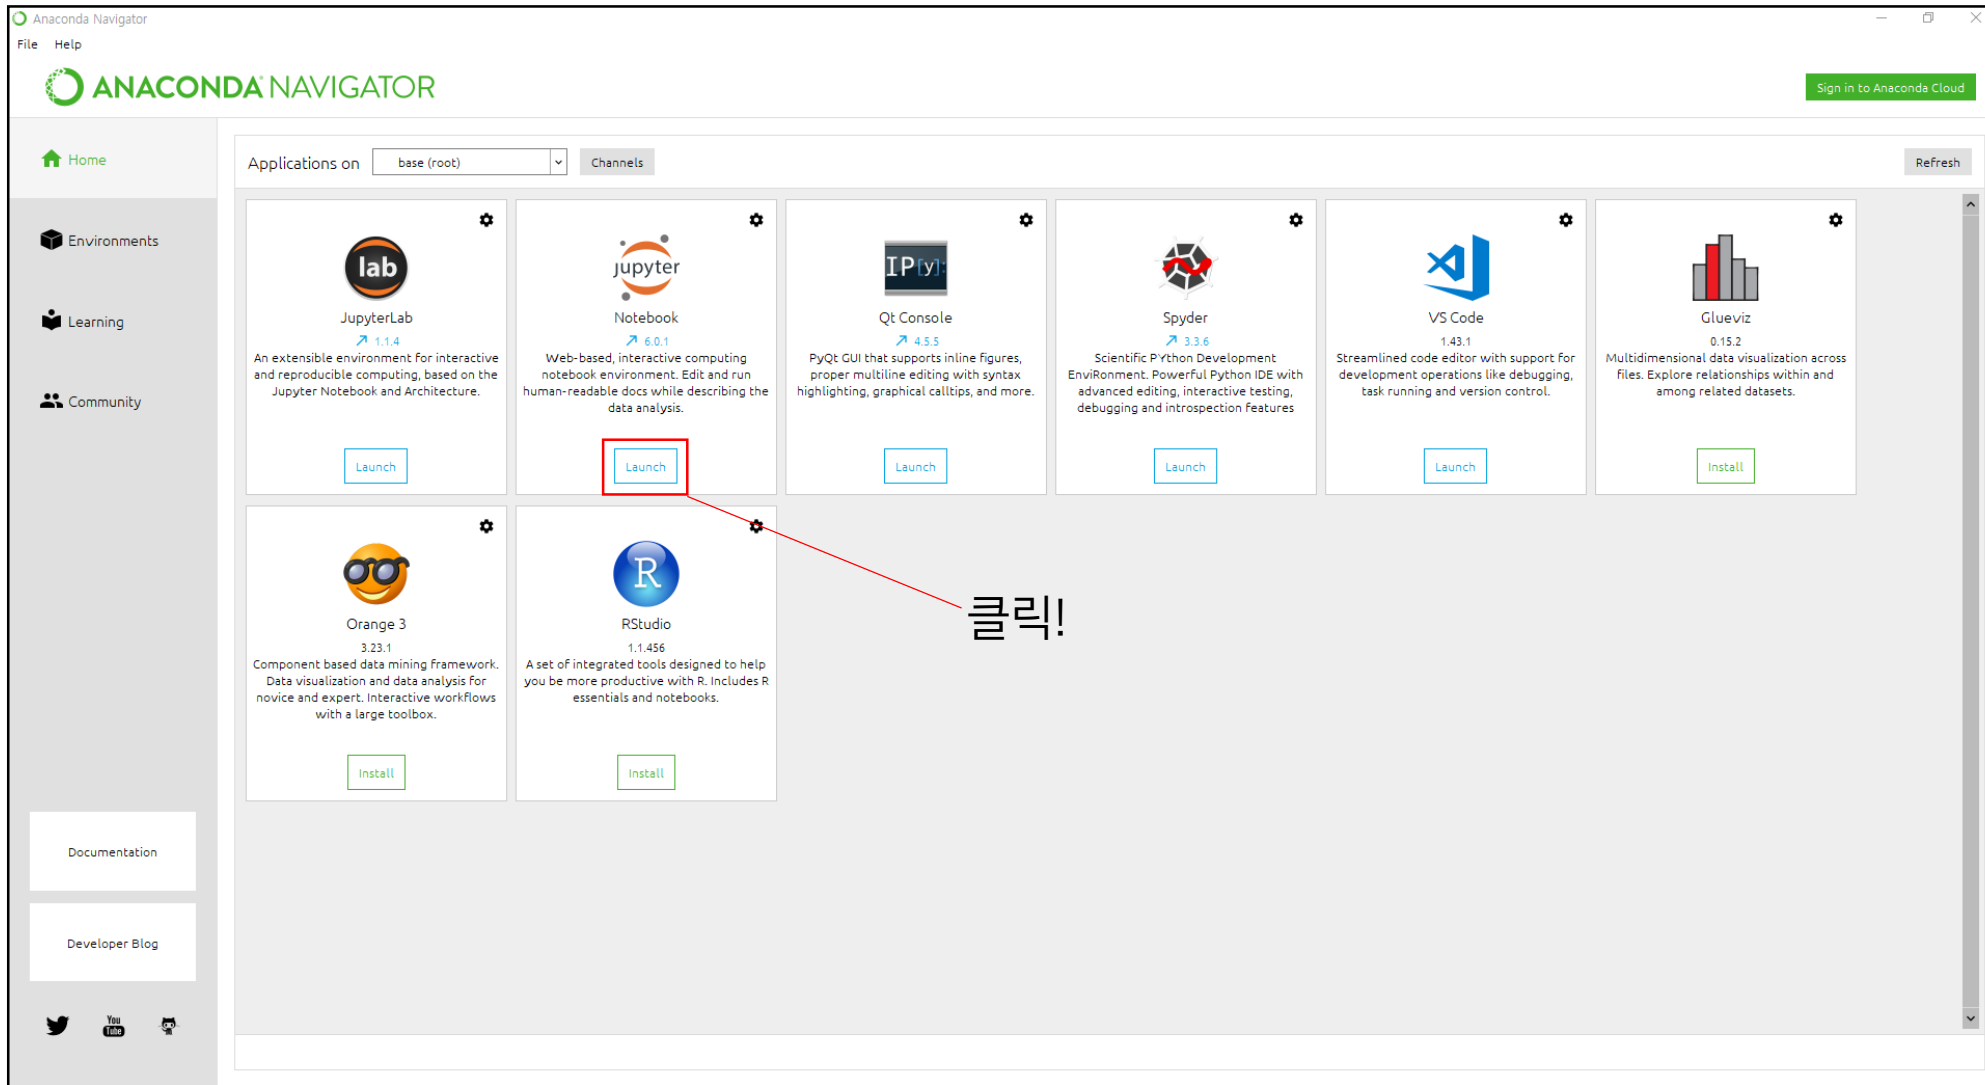 Anaconda Navigator
File Help
ANACONDA NAVIGATOR
Sign in to Anaconda Cloud
Home
Environments
Learning
Community
Documentation
Developer Blog
You
Tube
Applications on base (root) Channels Refresh
lab
JupyterLab
1.1.4
An extensible environment for interactive
and reproducible computing, based on the
Jupyter Notebook and Architecture.
Launch
jupyter
Notebook
6.0.1
Web-based, interactive computing
notebook environment. Edit and run
human-readable docs while describing the
data analysis.
Launch
IP[y]:
Qt Console
4.5.5
PyQt GUI that supports inline figures,
proper multiline editing with syntax
highlighting, graphical calltips, and more.
Launch
Spyder
3.3.6
Scientific PYthon Development
EnviRonment. Powerful Python IDE with
advanced editing, interactive testing,
debugging and introspection features
Launch
VS Code
1.43.1
Streamlined code editor with support for
development operations like debugging,
task running and version control.
Launch
Glueviz
0.15.2
Multidimensional data visualization across
files. Explore relationships within and
among related datasets.
Install
Orange 3
3.23.1
Component based data mining framework.
Data visualization and data analysis for
novice and expert. Interactive workflows
with a large toolbox.
Install
R
RStudio
1.1.456
A set of integrated tools designed to help
you be more productive with R. Includes R
essentials and notebooks.
Install
클릭!